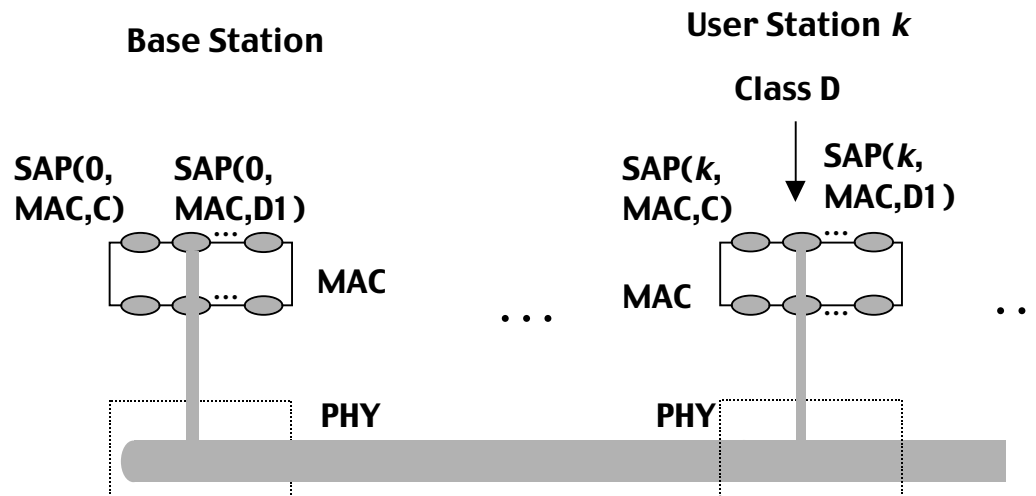 Base Station
User Station k
Class D
SAP(0,
MAC,C)
SAP(0,
MAC,D1)
SAP(k,
MAC,C)
SAP(k,
MAC,D1)
...
...
MAC
MAC
...
...
. . .
. .
PHY
PHY